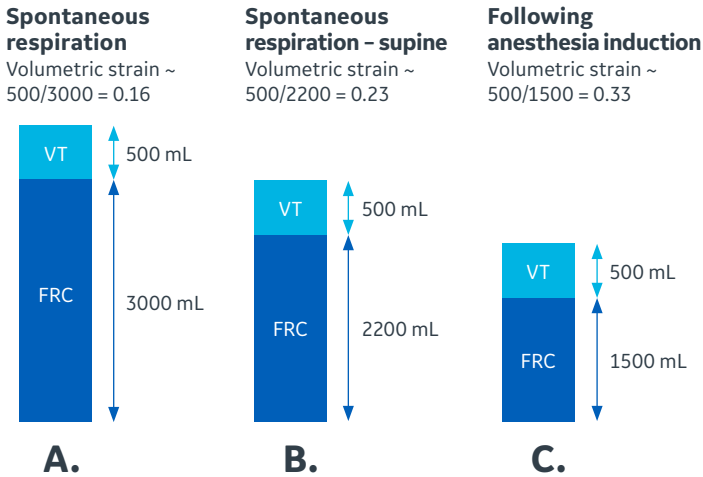 Spontaneous
respiration
Volumetric strain ~
500/3000 = 0.16
VT
500 mL
FRC
3000 mL
A.
Spontaneous
respiration – supine
Volumetric strain ~
500/2200 = 0.23
VT
500 mL
FRC
2200 mL
B.
Following
anesthesia induction
Volumetric strain ~
500/1500 = 0.33
VT
500 mL
FRC
1500 mL
C.